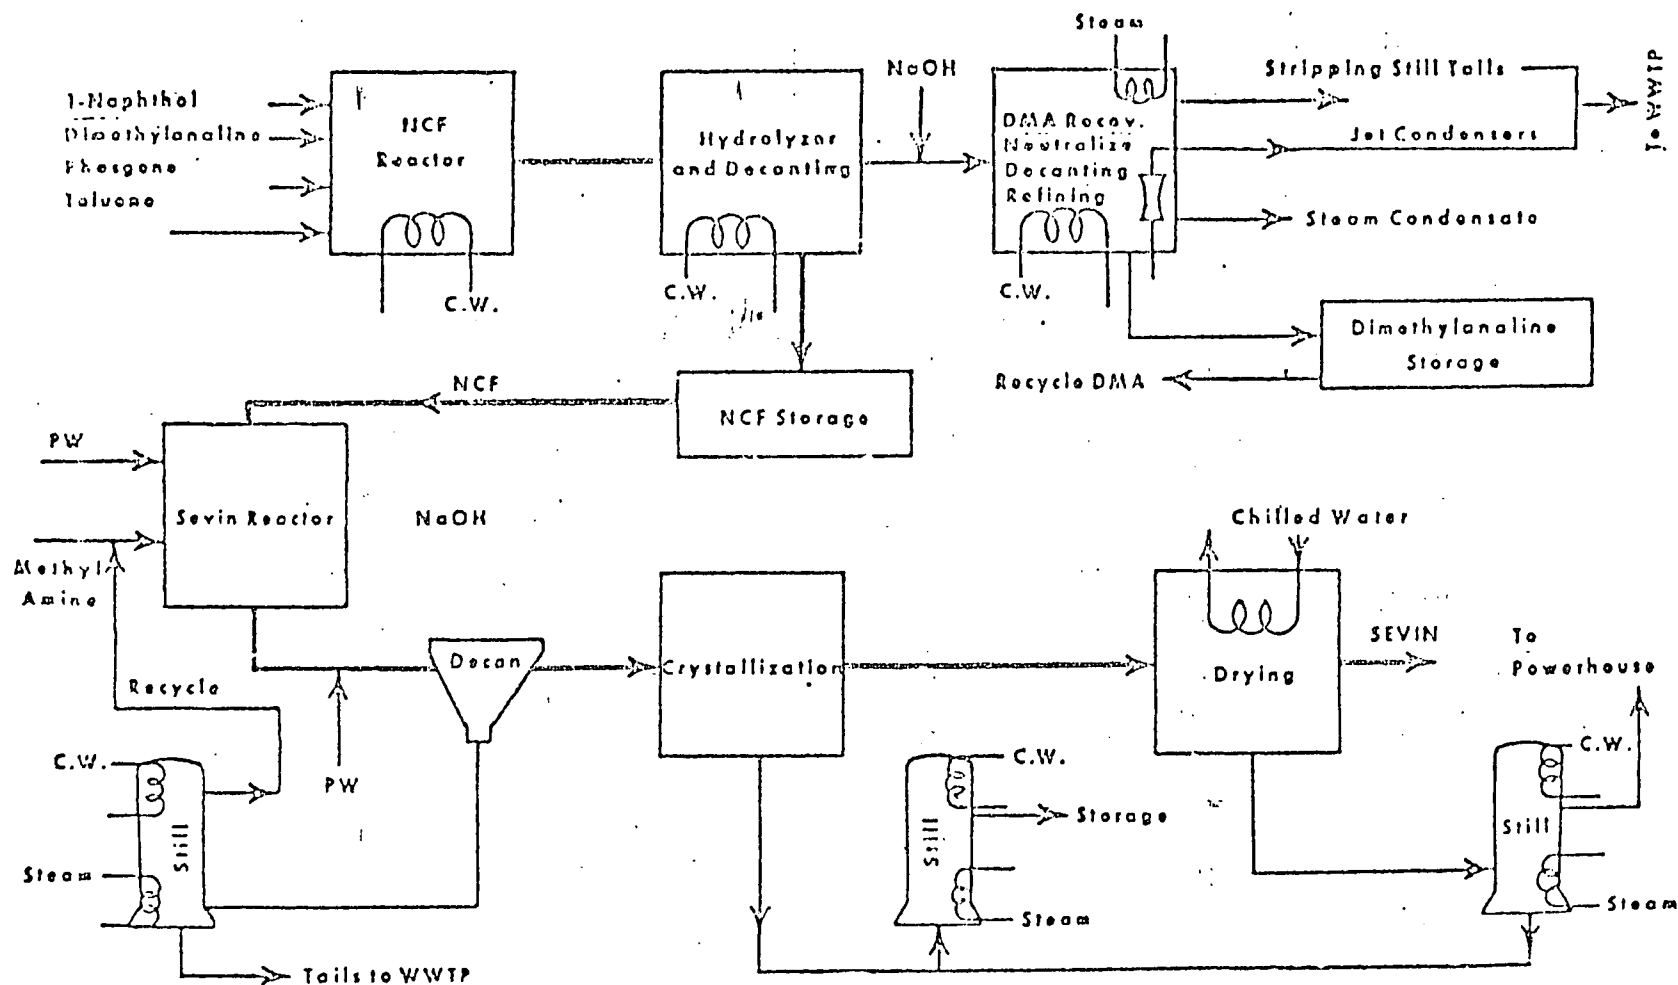 Steam
1-Naphthol
Dimethylanaline
Phosgene
Toluene
NCF
Reactor
C.W.
Hydrolyzer
and Decanting
C.W.
NaOH
DMA Recov.
Neutralize
Decanting
Refining
C.W.
Stripping Still Tails
Jet Condensers
Steam Condensate
To WWTP
Dimethylanaline
Storage
Recycle DMA
NCF
NCF Storage
PW
Sevin Reactor
NaOH
Methyl
Amine
Recycle
PW
Decan
Crystallization
Chilled Water
Drying
SEVIN
To
Powerhouse
C.W.
Still
Steam
Tails to WWTP
C.W.
Still
Storage
Steam
C.W.
Still
Steam